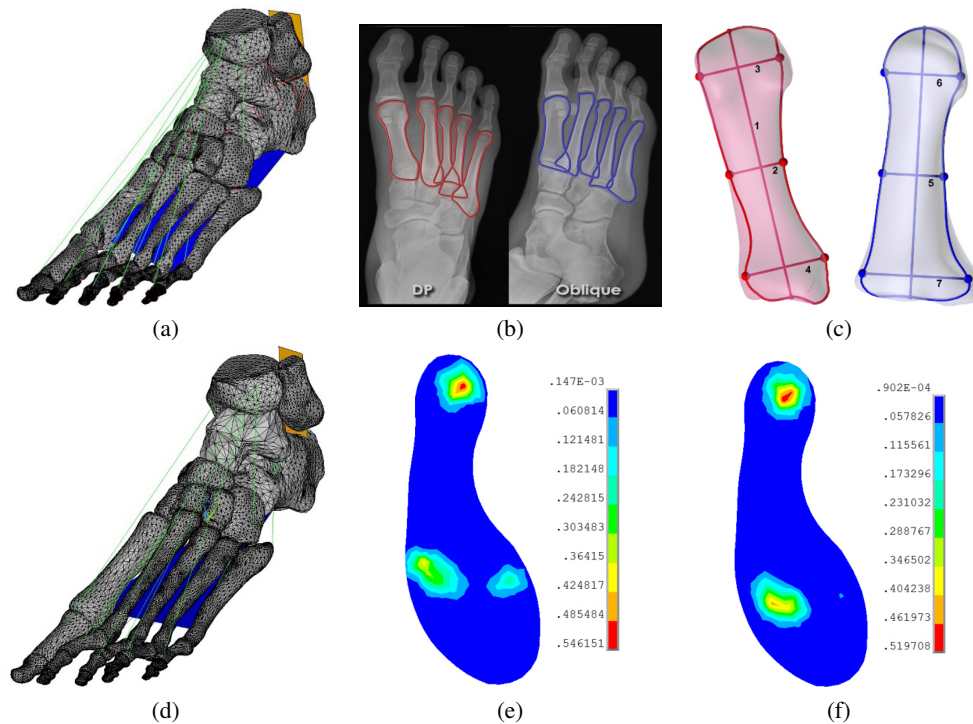 DP
Oblique
3
1
2
4
6
5
7
(a)
(b)
(c)
.147E-03
.060814
.121481
.182148
.242815
.303483
.36415
.424817
.485484
.546151
.902E-04
.057826
.115561
.173296
.231032
.288767
.346502
.404238
.461973
.519708
(d)
(e)
(f)